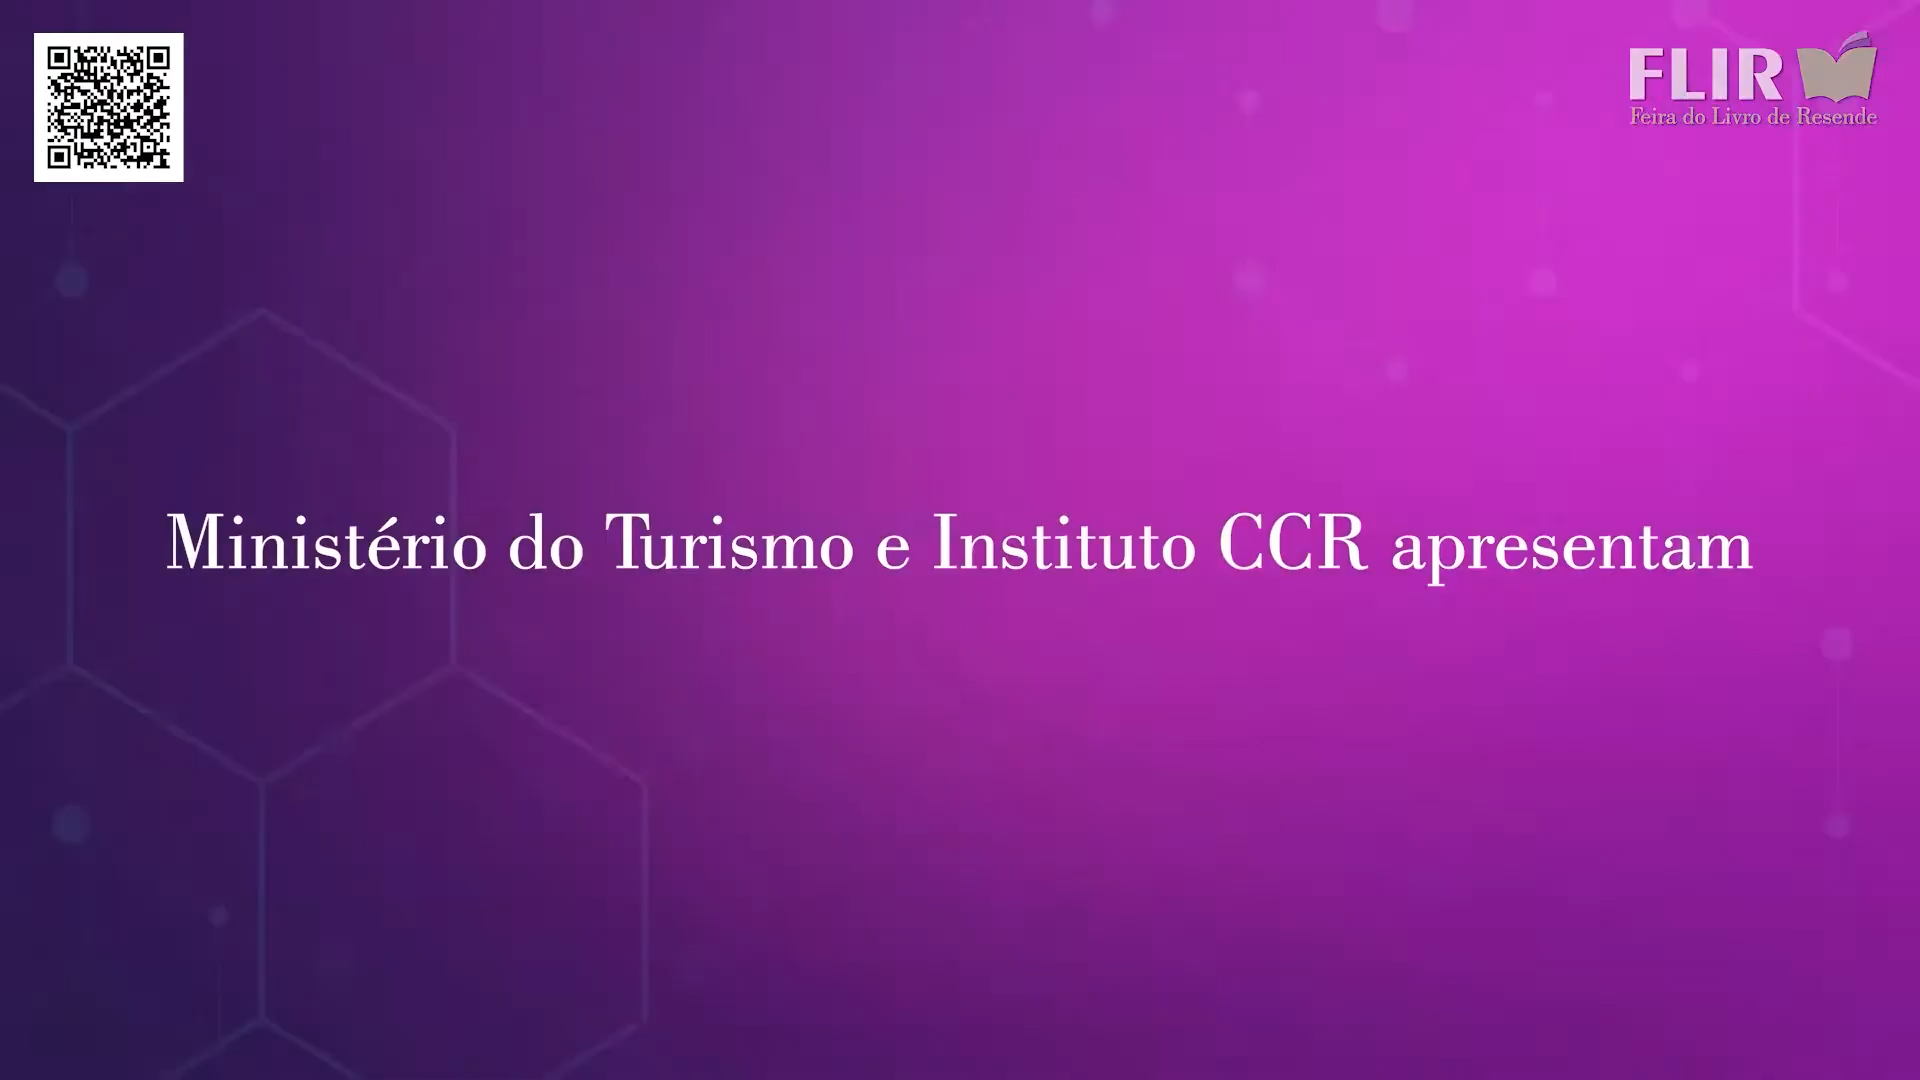 FLIR
Feira do Livro de Resende
Ministério do Turismo e Instituto CCR apresentam